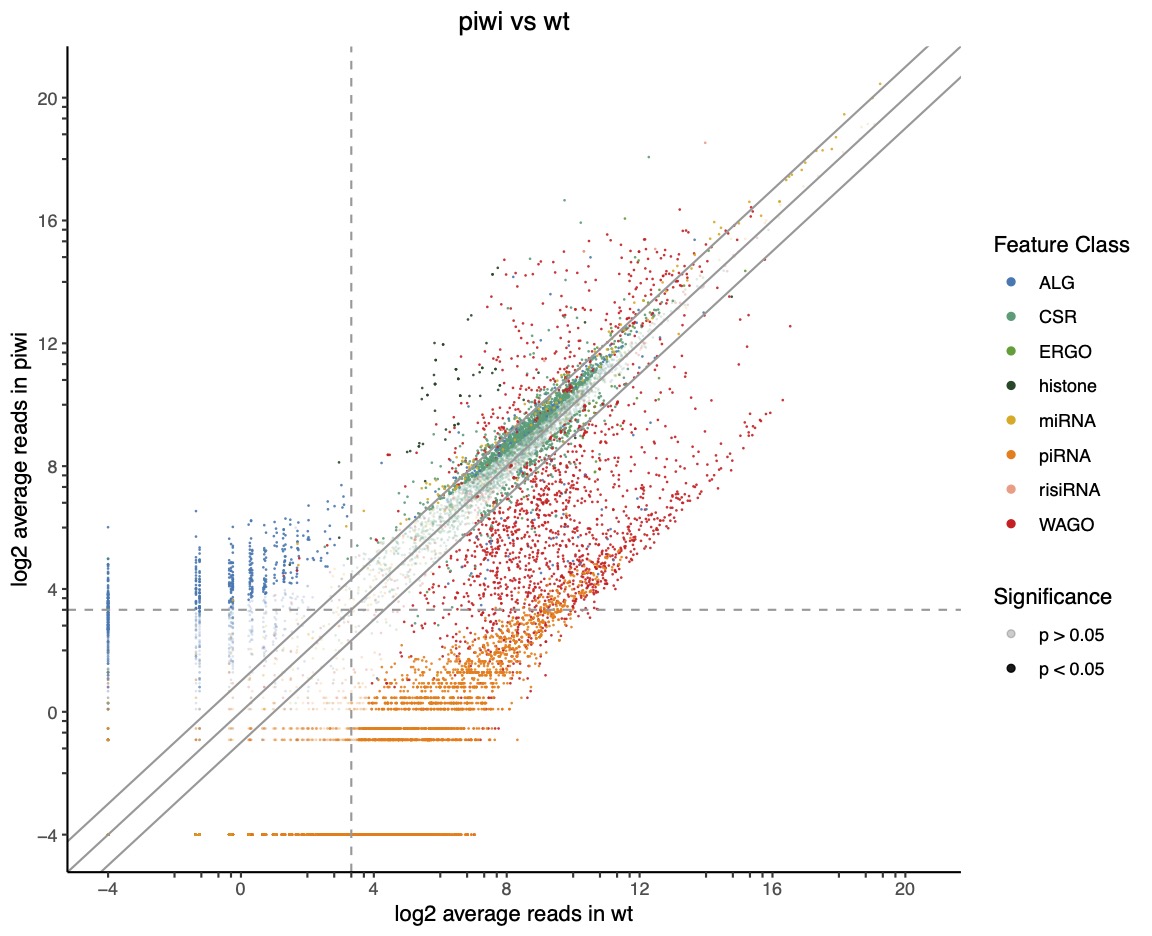 piwi vs wt
log2 average reads in piwi
20
16
12
8
4
0
−4
−4
0
4
8
12
16
20
log2 average reads in wt
Feature Class
ALG
CSR
ERGO
histone
miRNA
piRNA
risiRNA
WAGO
Significance
p > 0.05
p < 0.05